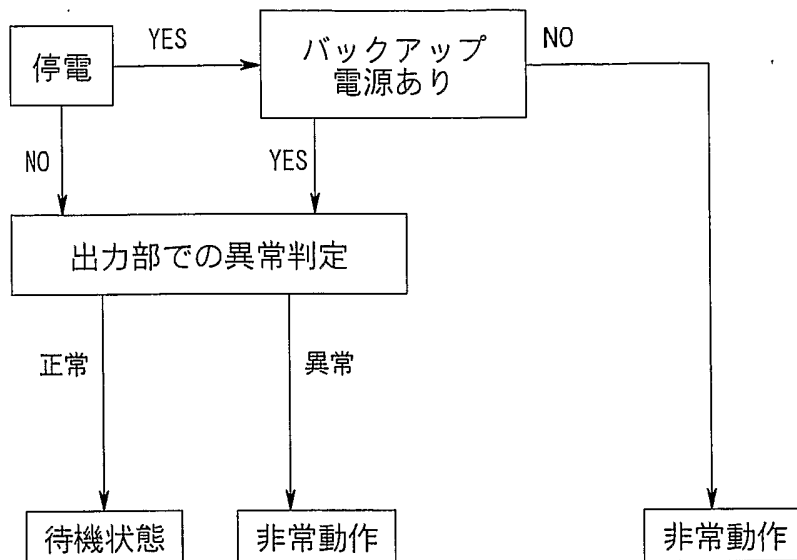 YES
NO
停電
バックアップ
電源あり
NO
YES
出力部での異常判定
正常
異常
待機状態
非常動作
非常動作